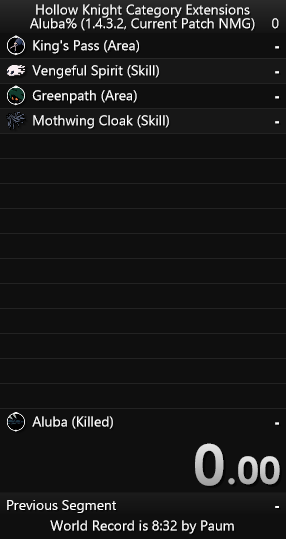 Hollow Knight Category Extensions
Aluba% (1.4.3.2, Current Patch NMG) 0
King's Pass (Area) -
Vengeful Spirit (Skill) -
Greenpath (Area) -
Mothwing Cloak (Skill) -
Aluba (Killed) -
0.00
Previous Segment -
World Record is 8:32 by Paum